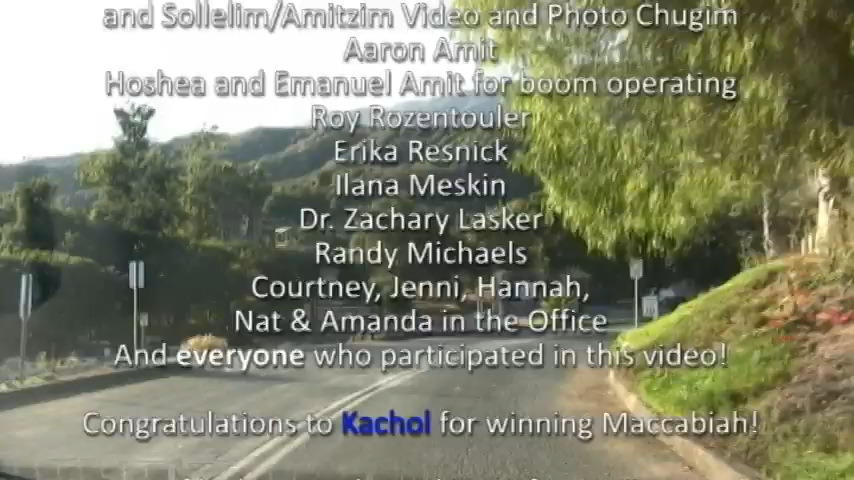 and Sollelim/Amitzim Video and Photo Chugim
Aaron Amit
Hoshea and Emanuel Amit for boom operating
Roy Rozentouler
Erika Resnick
Ilana Meskin
Dr. Zachary Lasker
Randy Michaels
Courtney, Jenni, Hannah,
Nat & Amanda in the Office
And everyone who participated in this video!
Congratulations to Kachol for winning Maccabiah!